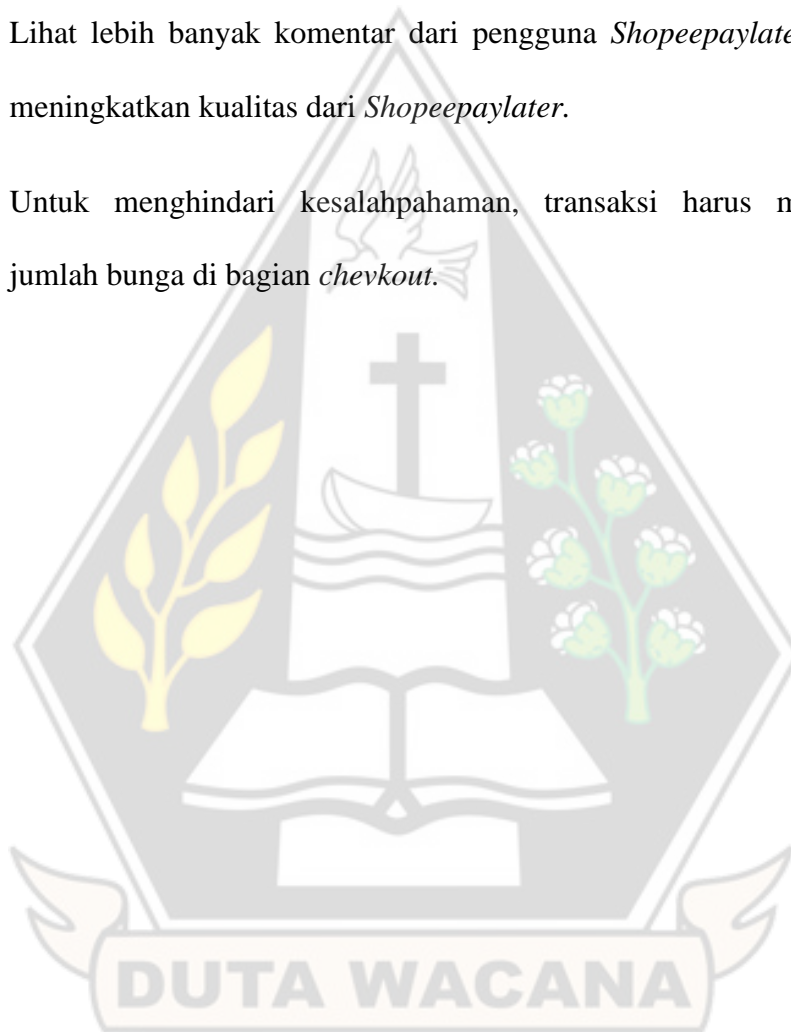 Lihat lebih banyak komentar dari pengguna Shopeepaylate
meningkatkan kualitas dari Shopeepaylater.
Untuk menghindari kesalahpahaman, transaksi harus m
jumlah bunga di bagian chevkout.
DUTA WACANA